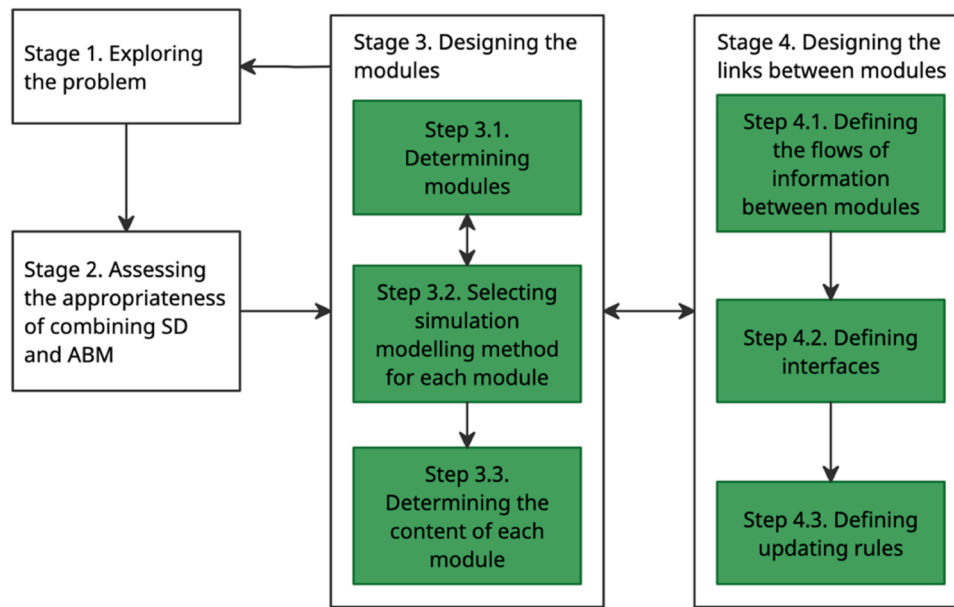 Stage 1. Exploring
the problem
Stage 2. Assessing
the appropriateness
of combining SD
and ABM
Stage 3. Designing the
modules
Step 3.1.
Determining
modules
Step 3.2. Selecting
simulation
modelling method
for each module
Step 3.3.
Determining the
content of each
module
Stage 4. Designing the
links between modules
Step 4.1. Defining
the flows of
information
between modules
Step 4.2. Defining
interfaces
Step 4.3. Defining
updating rules